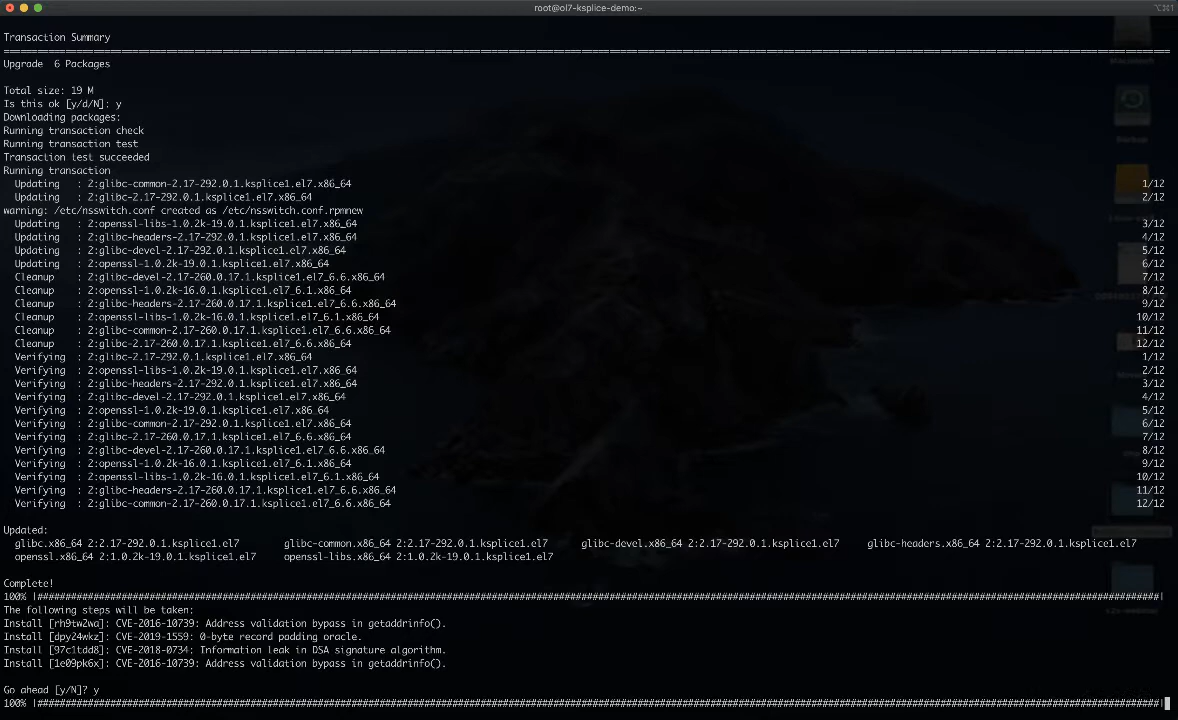 root@ol7-ksplice-demo:~
⌥⌘1
Transaction Summary
================================================================================
Upgrade  6 Packages
Total size: 19 M
Is this ok [y/d/N]: y
Downloading packages:
Running transaction check
Running transaction test
Transaction test succeeded
Running transaction
Updating   : 2:glibc-common-2.17-292.0.1.ksplice1.el7.x86_64 1/12
Updating   : 2:glibc-2.17-292.0.1.ksplice1.el7.x86_64 2/12
warning: /etc/nsswitch.conf created as /etc/nsswitch.conf.rpmnew
Updating   : 2:openssl-libs-1.0.2k-19.0.1.ksplice1.el7.x86_64 3/12
Updating   : 2:glibc-headers-2.17-292.0.1.ksplice1.el7.x86_64 4/12
Updating   : 2:glibc-devel-2.17-292.0.1.ksplice1.el7.x86_64 5/12
Updating   : 2:openssl-1.0.2k-19.0.1.ksplice1.el7.x86_64 6/12
Cleanup    : 2:glibc-devel-2.17-260.0.17.1.ksplice1.el7_6.6.x86_64 7/12
Cleanup    : 2:openssl-1.0.2k-16.0.1.ksplice1.el7_6.1.x86_64 8/12
Cleanup    : 2:glibc-headers-2.17-260.0.17.1.ksplice1.el7_6.6.x86_64 9/12
Cleanup    : 2:openssl-libs-1.0.2k-16.0.1.ksplice1.el7_6.1.x86_64 10/12
Cleanup    : 2:glibc-common-2.17-260.0.17.1.ksplice1.el7_6.6.x86_64 11/12
Cleanup    : 2:glibc-2.17-260.0.17.1.ksplice1.el7_6.6.x86_64 12/12
Verifying  : 2:glibc-2.17-292.0.1.ksplice1.el7.x86_64 1/12
Verifying  : 2:openssl-libs-1.0.2k-19.0.1.ksplice1.el7.x86_64 2/12
Verifying  : 2:glibc-headers-2.17-292.0.1.ksplice1.el7.x86_64 3/12
Verifying  : 2:glibc-devel-2.17-292.0.1.ksplice1.el7.x86_64 4/12
Verifying  : 2:openssl-1.0.2k-19.0.1.ksplice1.el7.x86_64 5/12
Verifying  : 2:glibc-common-2.17-292.0.1.ksplice1.el7.x86_64 6/12
Verifying  : 2:glibc-2.17-260.0.17.1.ksplice1.el7_6.6.x86_64 7/12
Verifying  : 2:glibc-devel-2.17-260.0.17.1.ksplice1.el7_6.6.x86_64 8/12
Verifying  : 2:openssl-1.0.2k-16.0.1.ksplice1.el7_6.1.x86_64 9/12
Verifying  : 2:openssl-libs-1.0.2k-16.0.1.ksplice1.el7_6.1.x86_64 10/12
Verifying  : 2:glibc-headers-2.17-260.0.17.1.ksplice1.el7_6.6.x86_64 11/12
Verifying  : 2:glibc-common-2.17-260.0.17.1.ksplice1.el7_6.6.x86_64 12/12
Updated:
glibc.x86_64 2:2.17-292.0.1.ksplice1.el7 glibc-common.x86_64 2:2.17-292.0.1.ksplice1.el7 glibc-devel.x86_64 2:2.17-292.0.1.ksplice1.el7 glibc-headers.x86_64 2:2.17-292.0.1.ksplice1.el7
openssl.x86_64 2:1.0.2k-19.0.1.ksplice1.el7 openssl-libs.x86_64 2:1.0.2k-19.0.1.ksplice1.el7
Complete!
100% |################################################################################|
The following steps will be taken:
Install [rh9tw2wq]: CVE-2016-10739: Address validation bypass in getaddrinfo().
Install [dpy24wkz]: CVE-2019-1559: 0-byte record padding oracle.
Install [97c1tdd8]: CVE-2018-0734: Information leak in DSA signature algorithm.
Install [1e09pk6x]: CVE-2016-10739: Address validation bypass in getaddrinfo().
Go ahead [y/N]? y
100% |################################################################################|